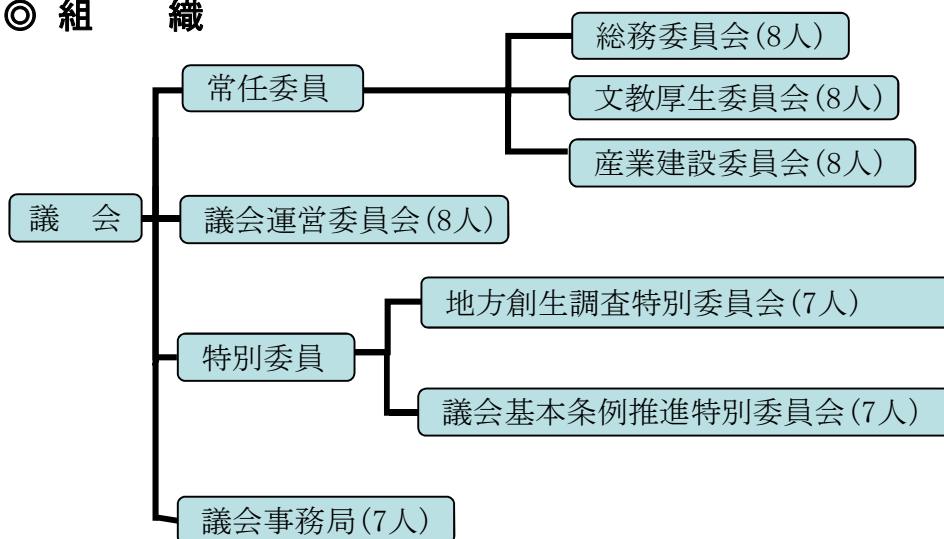 ◎ 組　織
総務委員会(8人)
常任委員
文教厚生委員会(8人)
産業建設委員会(8人)
議　会
議会運営委員会(8人)
地方創生調査特別委員会(7人)
特別委員
議会基本条例推進特別委員会(7人)
議会事務局(7人)